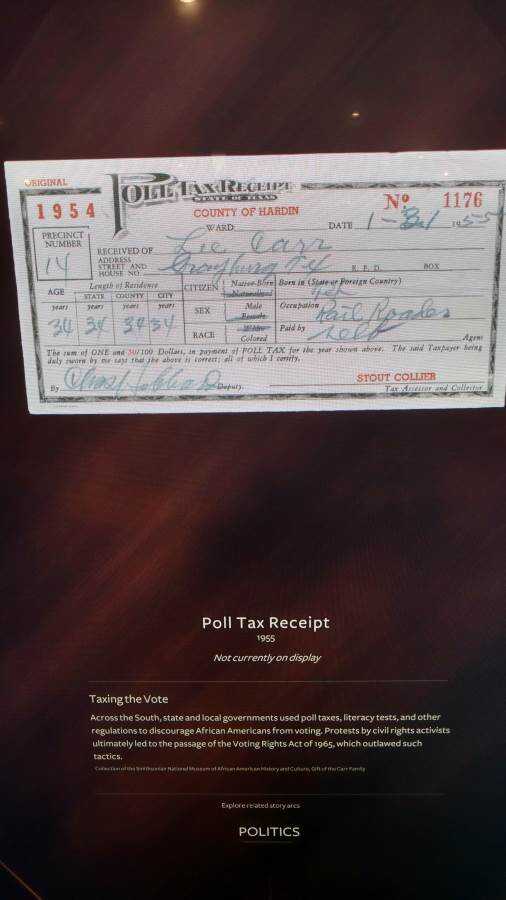 ORIGINAL
1954
POLL TAX RECEIPT
STATE OF TEXAS
COUNTY OF HARDIN
Nº 1176
WARD
DATE 1-31 1955
PRECINCT NUMBER 14
RECEIVED OF Lee Carr
ADDRESS STREET AND HOUSE NO. Grayburg Tex R. F. D. BOX
AGE Length of Residence CITIZEN Native-Born Naturalized Born in (State or Foreign Country) Tex
years STATE years COUNTY years CITY years SEX Male Female Occupation Rail Roader
34 34 34 34 RACE White Colored Paid by self Agent
The sum of ONE and 50/100 Dollars, in payment of POLL TAX for the year shown above. The said Taxpayer being
duly sworn by me says that the above is correct; all of which I certify.
By Deputy.
STOUT COLLIER
Tax Assessor and Collector
Poll Tax Receipt
1955
Not currently on display
Taxing the Vote
Across the South, state and local governments used poll taxes, literacy tests, and other
regulations to discourage African Americans from voting. Protests by civil rights activists
ultimately led to the passage of the Voting Rights Act of 1965, which outlawed such
tactics.
Collection of the Smithsonian National Museum of African American History and Culture, Gift of the Carr Family
Explore related story arcs
POLITICS